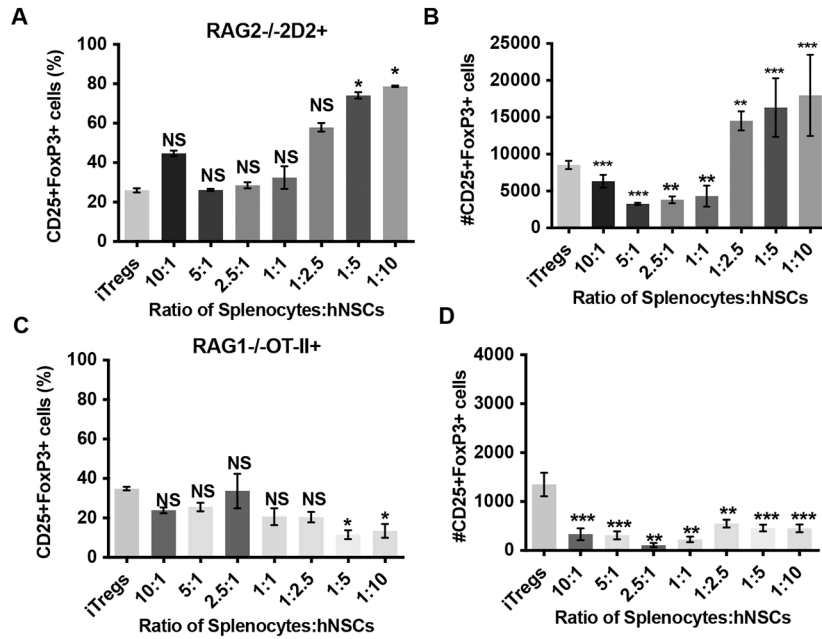 A
RAG2-/-2D2+
CD25+FoxP3+ cells (%)
100
80
60
40
20
0
NS
NS
NS
NS
NS
*
*
iTregs
10:1
5:1
2.5:1
1:1
1:2.5
1:5
1:10
Ratio of Splenocytes:hNSCs
B
#CD25+FoxP3+ cells
25000
20000
15000
10000
5000
0
***
***
**
**
**
***
***
iTregs
10:1
5:1
2.5:1
1:1
1:2.5
1:5
1:10
Ratio of Splenocytes:hNSCs
C
RAG1-/-OT-II+
CD25+FoxP3+ cells (%)
100
80
60
40
20
0
NS
NS
NS
NS
NS
*
*
iTregs
10:1
5:1
2.5:1
1:1
1:2.5
1:5
1:10
Ratio of Splenocytes:hNSCs
D
#CD25+FoxP3+ cells
4000
3000
2000
1000
0
***
***
**
**
**
***
***
iTregs
10:1
5:1
2.5:1
1:1
1:2.5
1:5
1:10
Ratio of Splenocytes:hNSCs